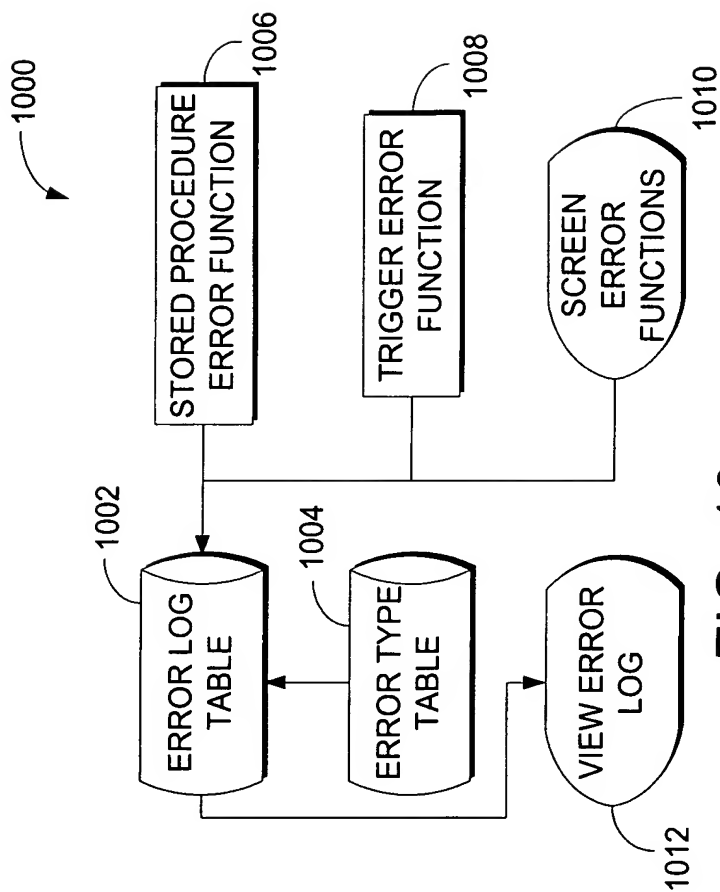 1000
1002
1006
ERROR LOG
TABLE
STORED PROCEDURE
ERROR FUNCTION
1004
1008
ERROR TYPE
TABLE
TRIGGER ERROR
FUNCTION
1012
1010
VIEW ERROR
LOG
SCREEN
ERROR
FUNCTIONS